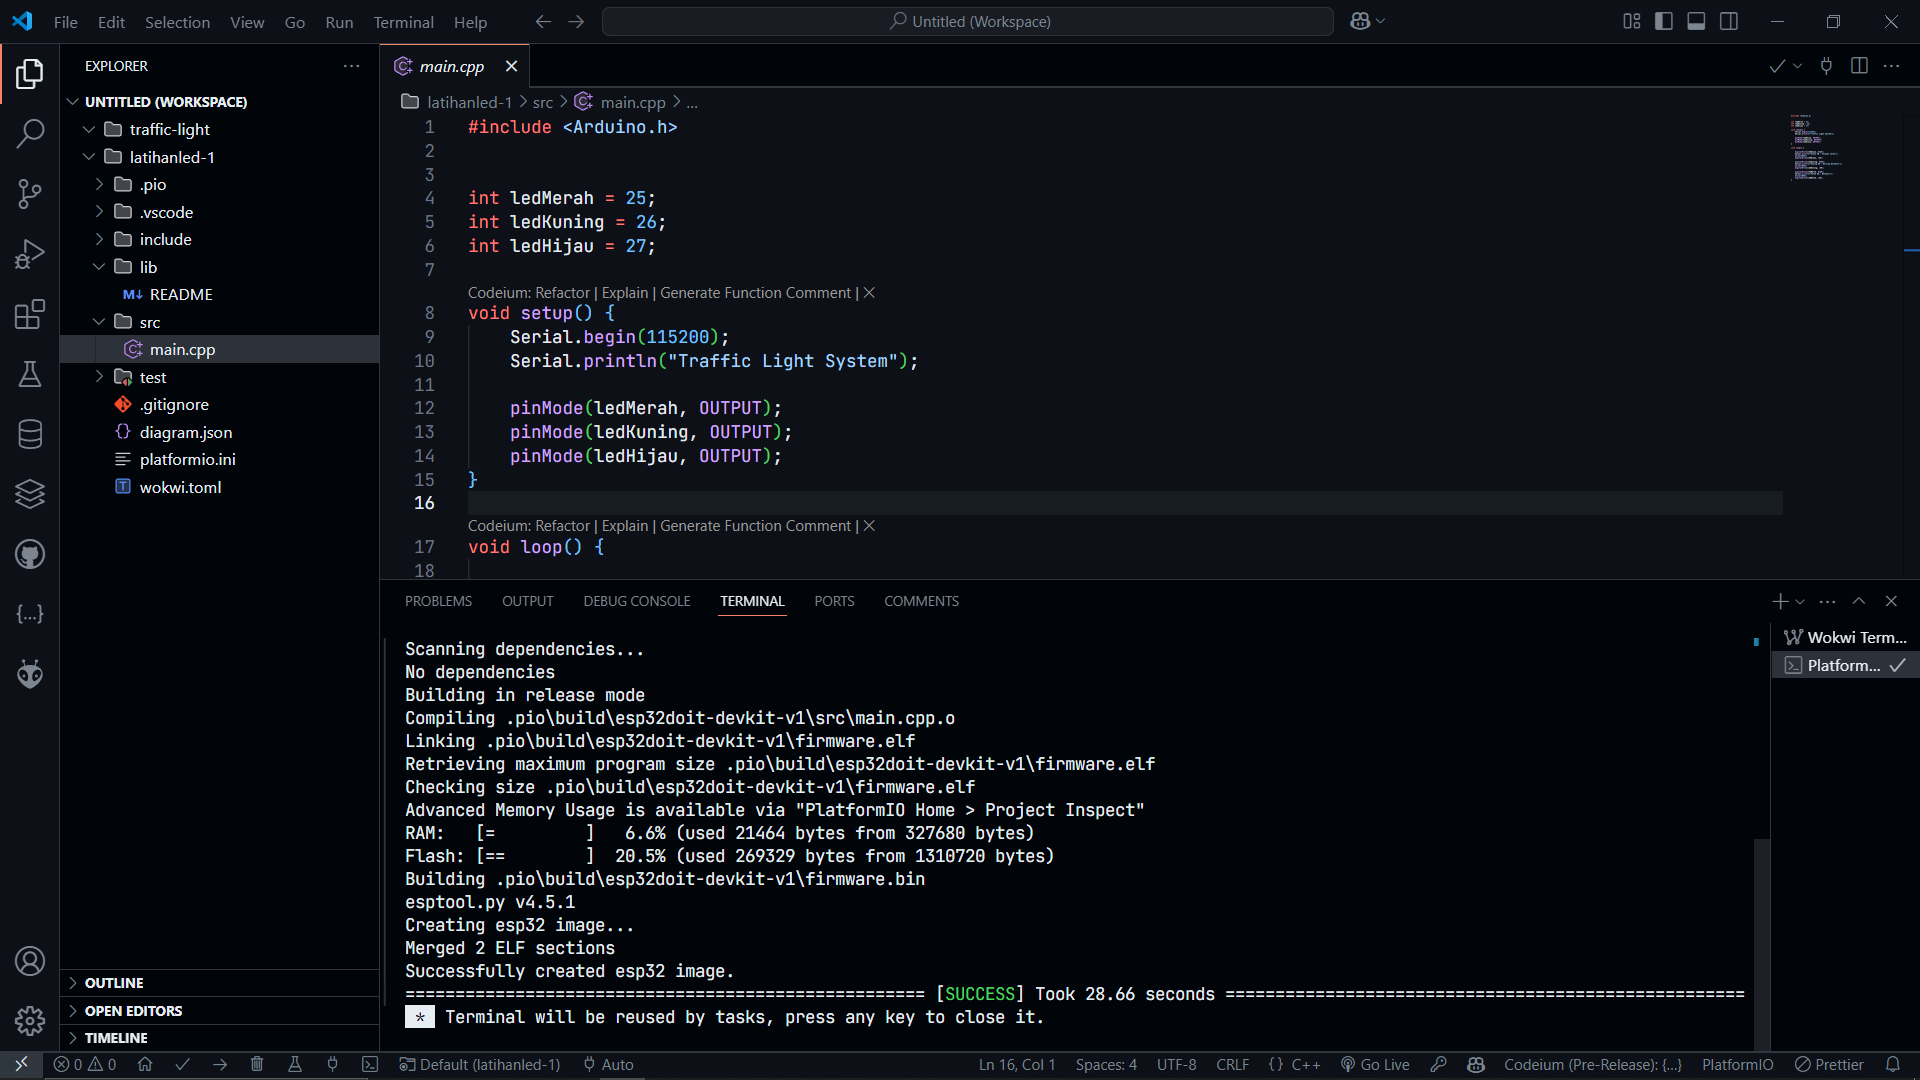 File Edit Selection View Go Run Terminal Help
Untitled (Workspace)
EXPLORER
UNTITLED (WORKSPACE)
traffic-light
latihanled-1
.pio
.vscode
include
lib
README
src
main.cpp
test
.gitignore
diagram.json
platformio.ini
wokwi.toml
OUTLINE
OPEN EDITORS
TIMELINE
main.cpp
latihanled-1 > src > main.cpp > ...
1 #include <Arduino.h>
2
3
4 int ledMerah = 25;
5 int ledKuning = 26;
6 int ledHijau = 27;
7
Codeium: Refactor | Explain | Generate Function Comment | ×
8 void setup() {
9 Serial.begin(115200);
10 Serial.println("Traffic Light System");
11
12 pinMode(ledMerah, OUTPUT);
13 pinMode(ledKuning, OUTPUT);
14 pinMode(ledHijau, OUTPUT);
15 }
16
Codeium: Refactor | Explain | Generate Function Comment | ×
17 void loop() {
18
PROBLEMS OUTPUT DEBUG CONSOLE TERMINAL PORTS COMMENTS
Scanning dependencies...
No dependencies
Building in release mode
Compiling .pio\build\esp32doit-devkit-v1\src\main.cpp.o
Linking .pio\build\esp32doit-devkit-v1\firmware.elf
Retrieving maximum program size .pio\build\esp32doit-devkit-v1\firmware.elf
Checking size .pio\build\esp32doit-devkit-v1\firmware.elf
Advanced Memory Usage is available via "PlatformIO Home > Project Inspect"
RAM: [= ] 6.6% (used 21464 bytes from 327680 bytes)
Flash: [== ] 20.5% (used 269329 bytes from 1310720 bytes)
Building .pio\build\esp32doit-devkit-v1\firmware.bin
esptool.py v4.5.1
Creating esp32 image...
Merged 2 ELF sections
Successfully created esp32 image.
==================================================== [SUCCESS] Took 28.66 seconds ====================================================
* Terminal will be reused by tasks, press any key to close it.
Wokwi Term...
Platform...
0 0 Default (latihanled-1) Auto Ln 16, Col 1 Spaces: 4 UTF-8 CRLF {} C++ Go Live Codeium (Pre-Release): {...} PlatformIO Prettier